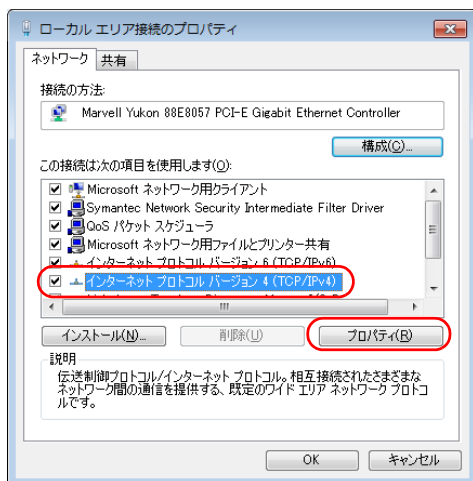 ローカル エリア接続のプロパティ
ネットワーク 共有
接続の方法:
Marvell Yukon 88E8057 PCI-E Gigabit Ethernet Controller
構成(C)...
この接続は次の項目を使用します(O):
Microsoft ネットワーク用クライアント
Symantec Network Security Intermediate Filter Driver
QoS パケット スケジューラ
Microsoft ネットワーク用ファイルとプリンター共有
インターネット プロトコル バージョン 6 (TCP/IPv6)
インターネット プロトコル バージョン 4 (TCP/IPv4)
インストール(N)... 削除(U) プロパティ(R)
説明
伝送制御プロトコル/インターネット プロトコル。相互接続されたさまざまな
ネットワーク間の通信を提供する、既定のワイド エリア ネットワーク プロトコ
ルです。
OK キャンセル